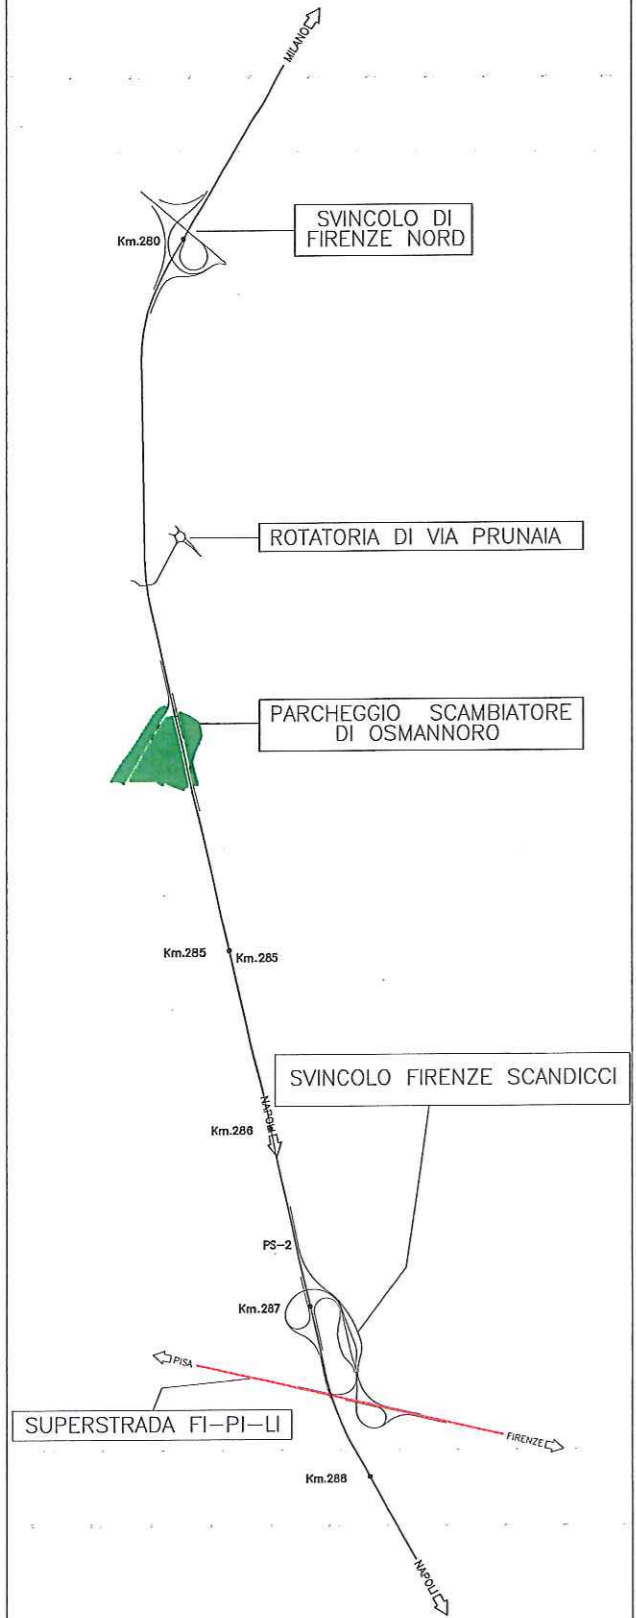 MILANO
SVINCOLO DI
FIRENZE NORD
Km.280
ROTATORIA DI VIA PRUNAIA
PARCHEGGIO SCAMBIATORE
DI OSMANNORO
Km.285
Km.285
SVINCOLO FIRENZE SCANDICCI
NAPOLI
Km.286
PS-2
Km.287
PISA
SUPERSTRADA FI-PI-LI
FIRENZE
Km.288
NAPOLI